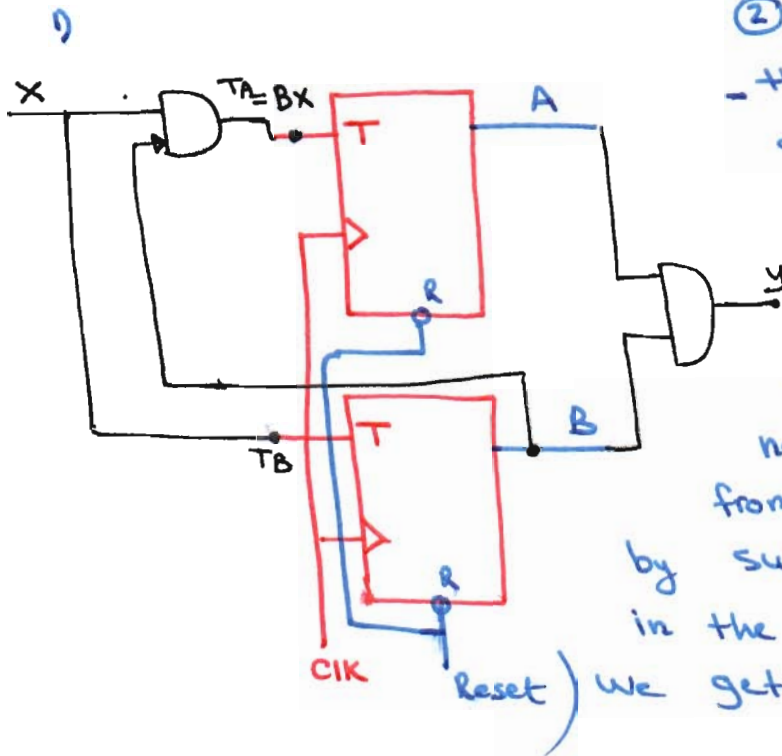 1)
②
X
TA=BX
T
A
R
y
T
B
TB
R
CLK
Reset
from
by
in the
We get